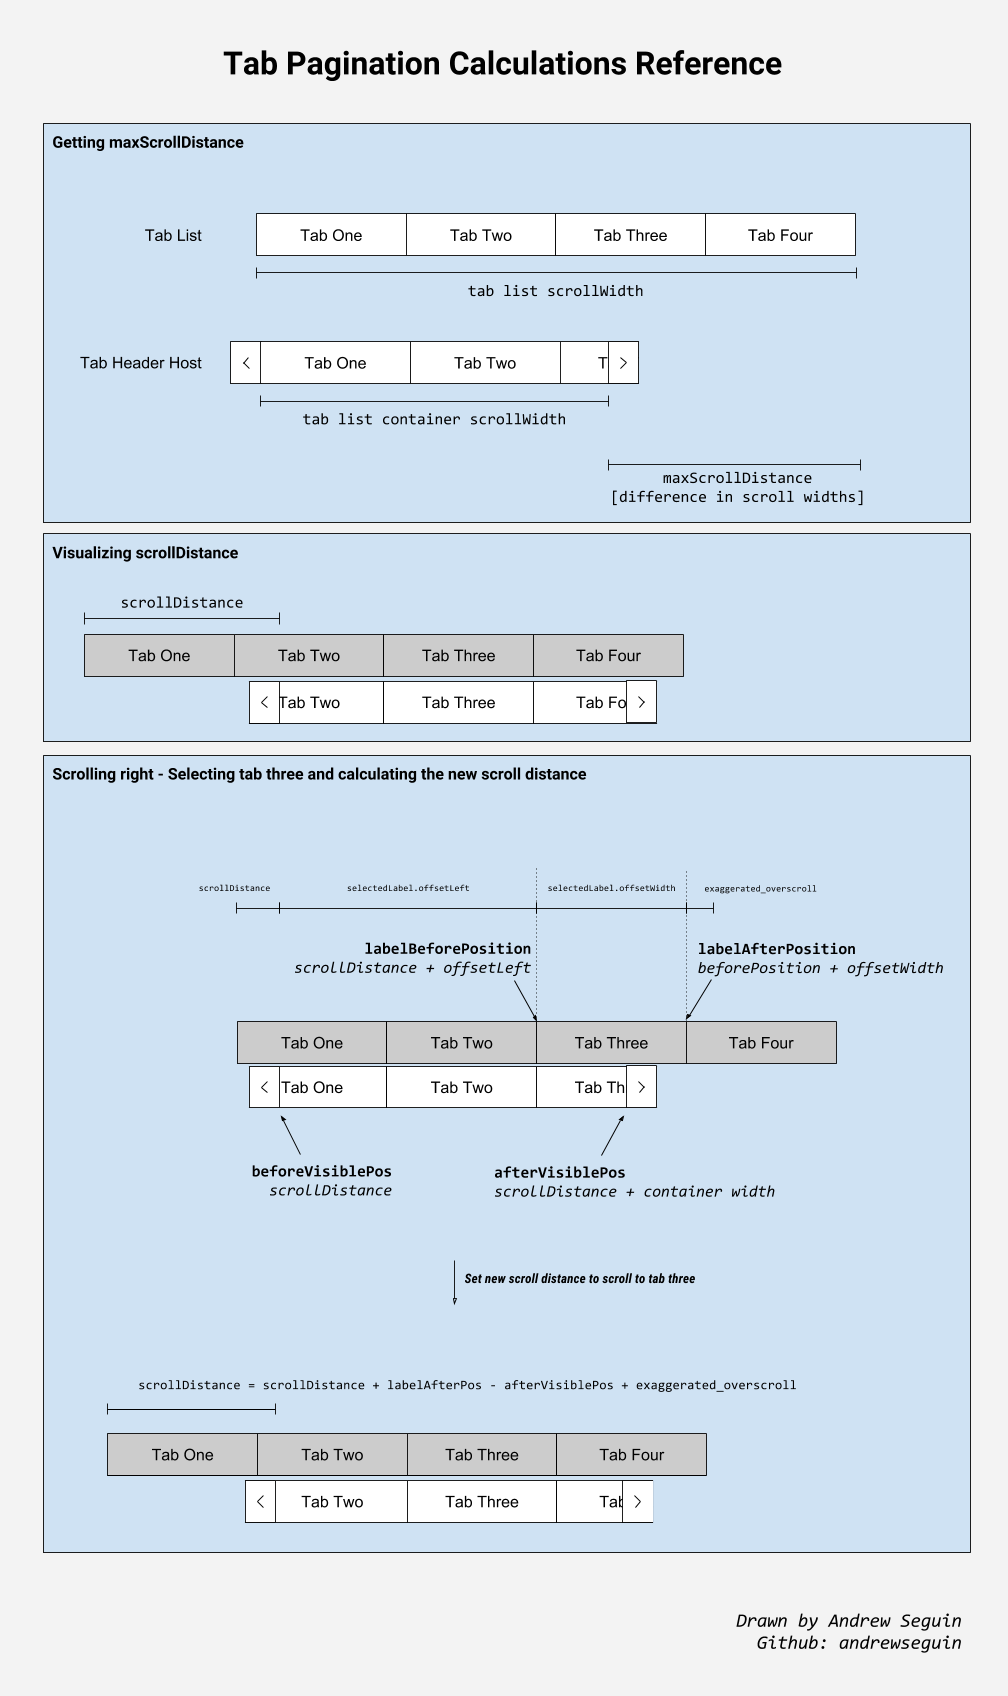 Tab Pagination Calculations Reference
Getting maxScrollDistance
Tab List
Tab One
Tab Two
Tab Three
Tab Four
tab list scrollWidth
Tab Header Host
<
Tab One
Tab Two
T
>
tab list container scrollWidth
maxScrollDistance
[difference in scroll widths]
Visualizing scrollDistance
scrollDistance
Tab One
Tab Two
Tab Three
Tab Four
<
Tab Two
Tab Three
Tab Fo
>
Scrolling right - Selecting tab three and calculating the new scroll distance
scrollDistance
selectedLabel.offsetLeft
selectedLabel.offsetWidth
exaggerated_overscroll
labelBeforePosition
scrollDistance + offsetLeft
labelAfterPosition
beforePosition + offsetWidth
Tab One
Tab Two
Tab Three
Tab Four
<
Tab One
Tab Two
Tab Th
>
beforeVisiblePos
scrollDistance
afterVisiblePos
scrollDistance + container width
Set new scroll distance to scroll to tab three
scrollDistance = scrollDistance + labelAfterPos - afterVisiblePos + exaggerated_overscroll
Tab One
Tab Two
Tab Three
Tab Four
<
Tab Two
Tab Three
Tab
>
Drawn by Andrew Seguin
Github: andrewseguin